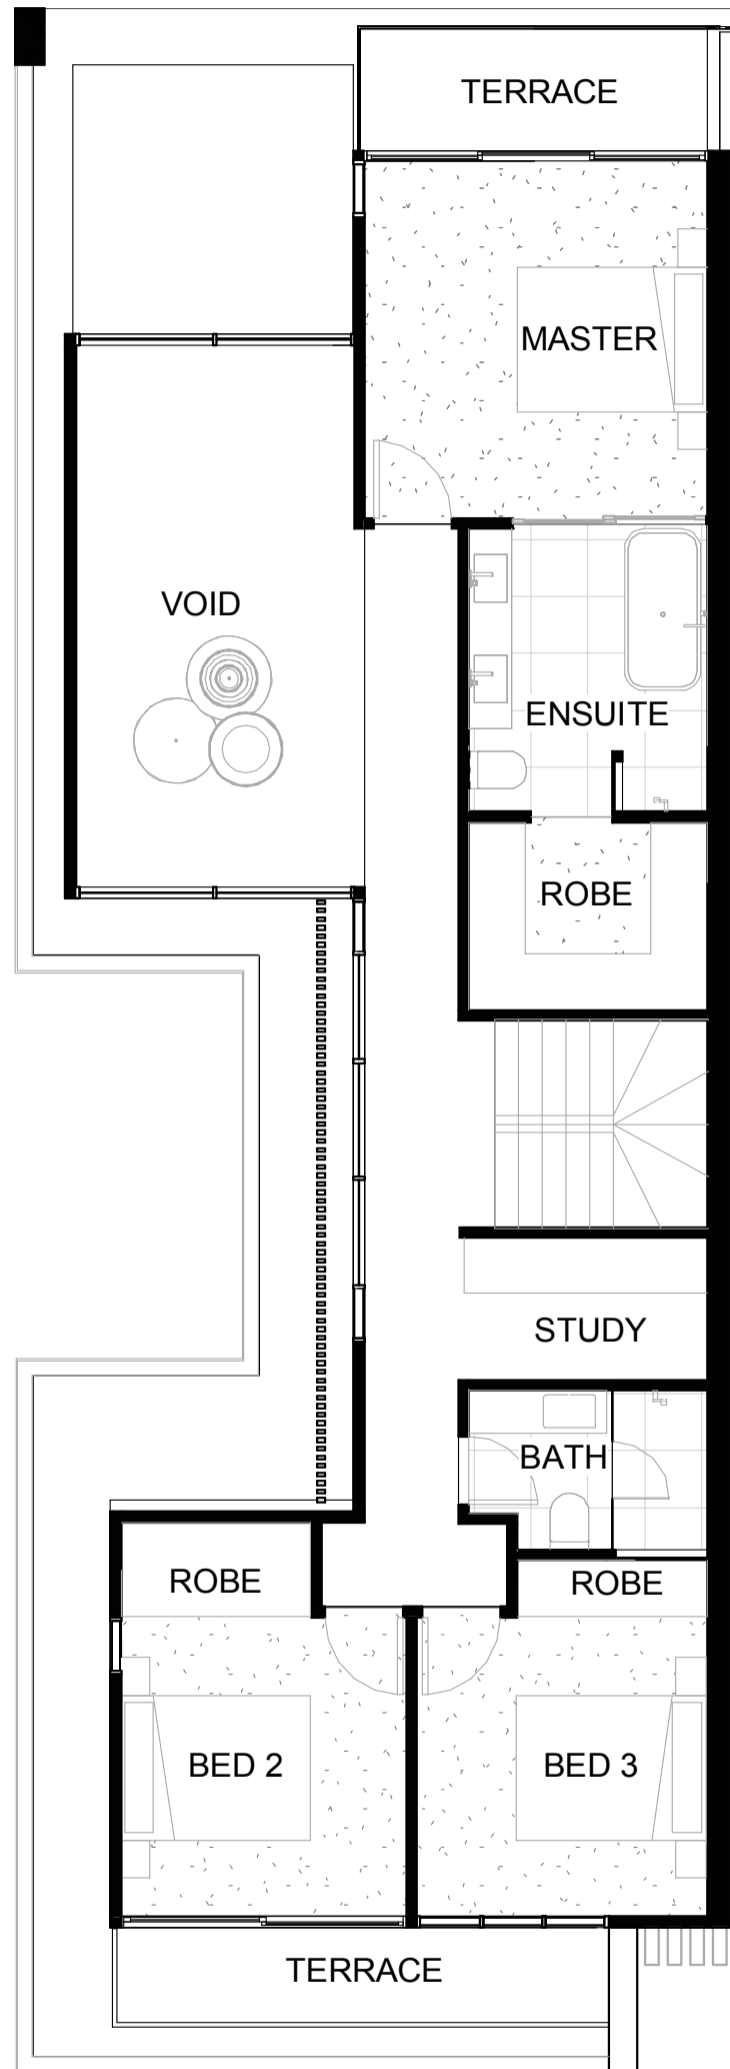 TERRACE
MASTER
VOID
ENSUITE
ROBE
STUDY
BATH
ROBE
ROBE
BED 2
BED 3
TERRACE